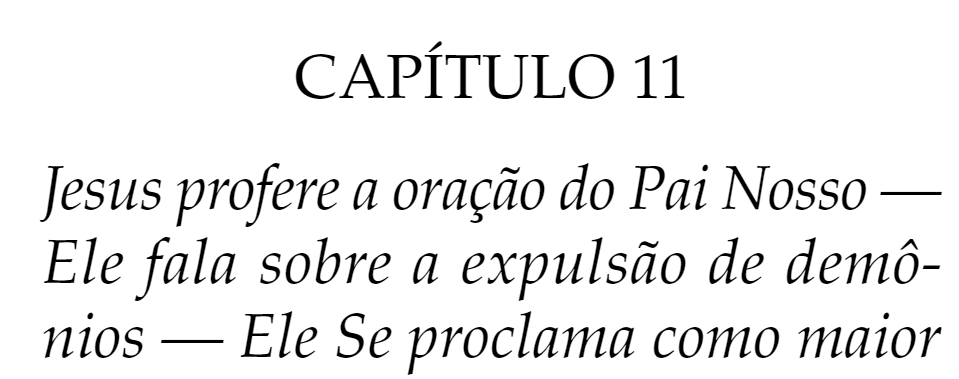 CAPÍTULO 11
Jesus profere a oração do Pai Nosso —
Ele fala sobre a expulsão de demô-
nios — Ele Se proclama como maior